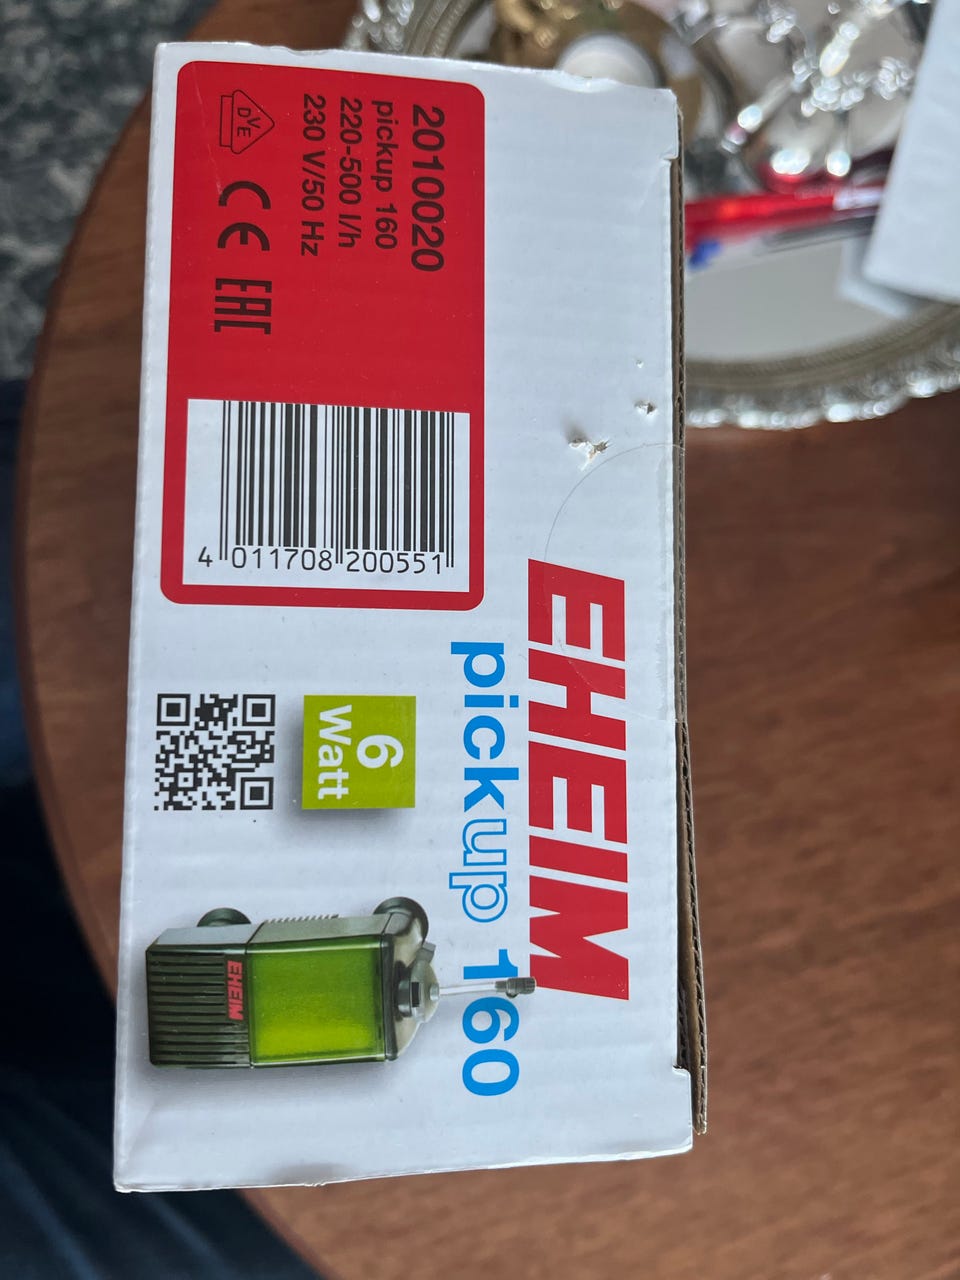 2010020
pickup 160
220-500 l/h
230 V/50 Hz
DVE
CE EAC
4 011708 200551
EHEIM
pickup 160
6
Watt
EHEIM